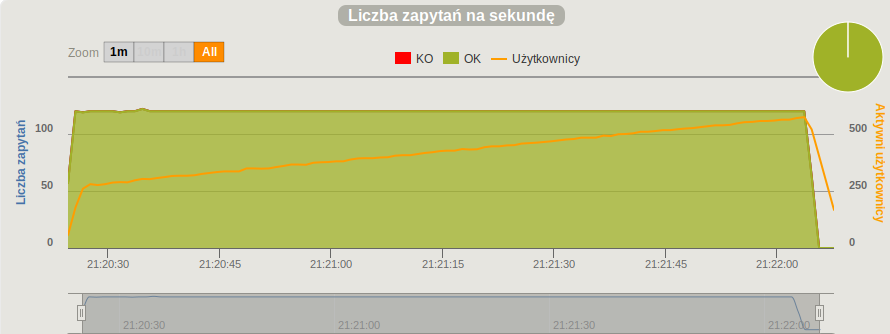 Liczba zapytań na sekundę
Zoom 1m 10m 1h All
KO OK Użytkownicy
Liczba zapytań
100
50
0
500
250
0
Aktywni użytkownicy
21:20:30 21:20:45 21:21:00 21:21:15 21:21:30 21:21:45 21:22:00
21:20:30 21:21:00 21:21:30 21:22:00